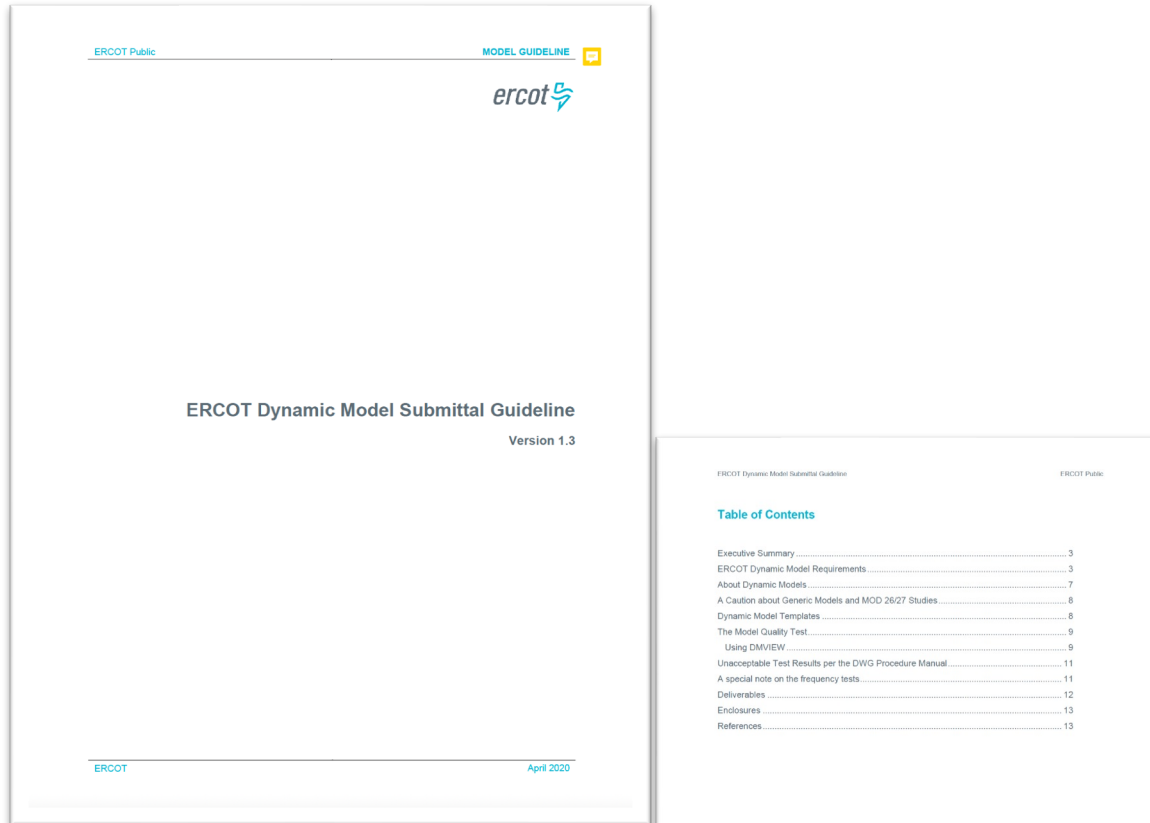 ERCOT Public MODEL GUIDELINE
ercot
ERCOT Dynamic Model Submittal Guideline
Version 1.3
ERCOT April 2020
ERCOT Dynamic Model Submittal Guideline ERCOT Public
Table of Contents
Executive Summary 3
ERCOT Dynamic Model Requirements 3
About Dynamic Models 7
A Caution about Generic Models and MOD 26/27 Studies 8
Dynamic Model Templates 8
The Model Quality Test 9
Using DMVIEW 9
Unacceptable Test Results per the DWG Procedure Manual 11
A special note on the frequency tests 11
Deliverables 12
Enclosures 13
References 13